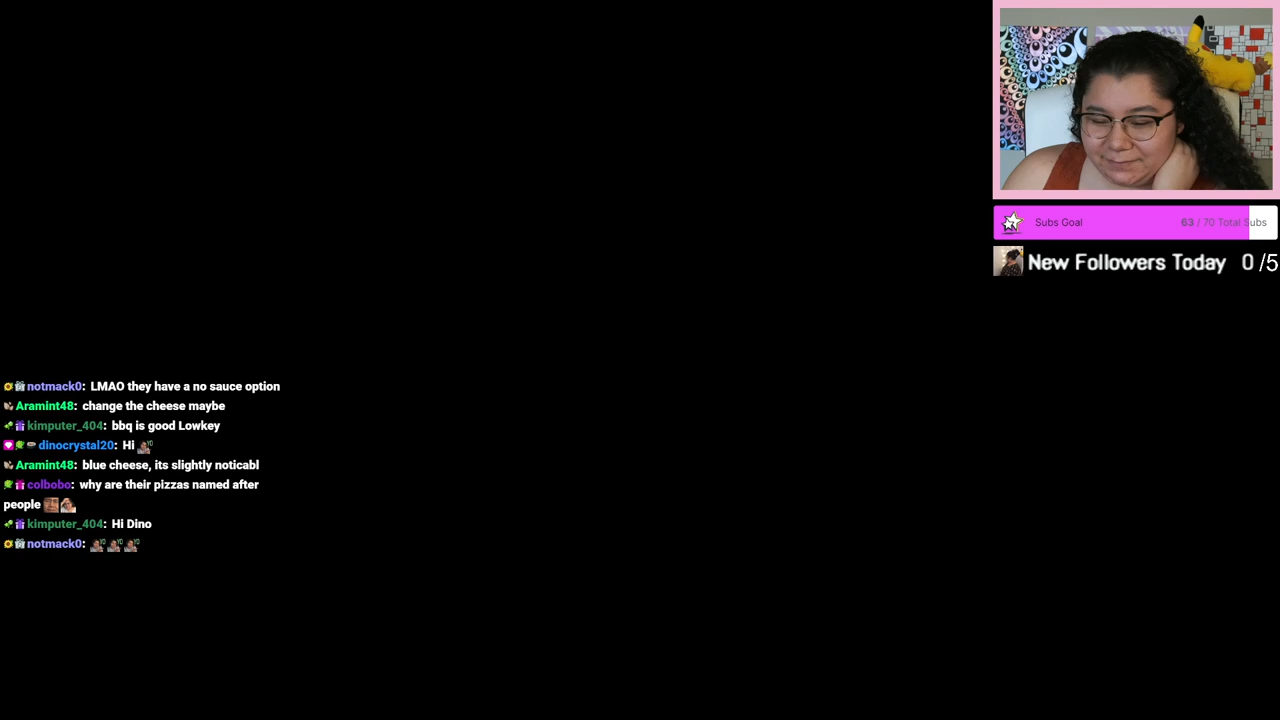 Subs Goal 63 / 70 Total Subs
New Followers Today 0 /5
notmack0: LMAO they have a no sauce option
Aramint48: change the cheese maybe
kimputer_404: bbq is good Lowkey
dinocrystal20: Hi
Aramint48: blue cheese, its slightly noticabl
colbobo: why are their pizzas named after
people
kimputer_404: Hi Dino
notmack0: